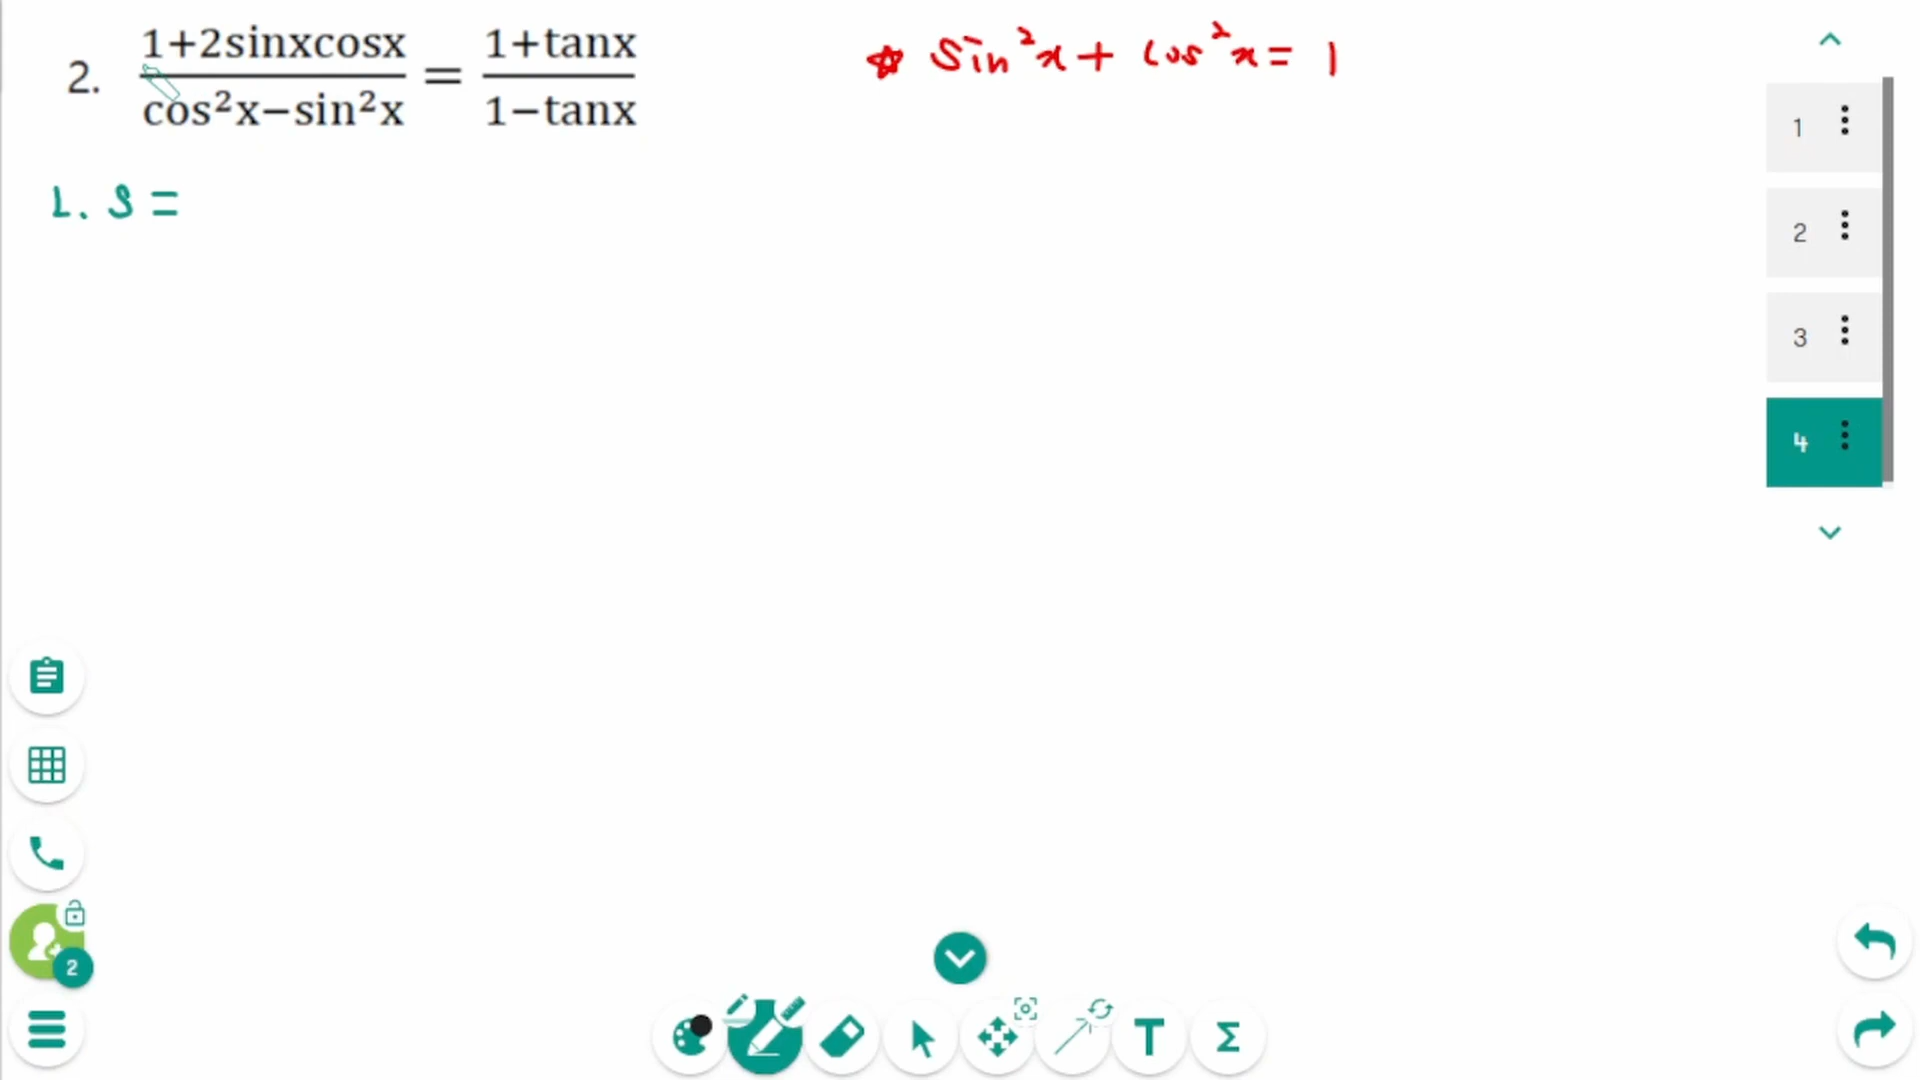 2. (1+2sinxcosx)/(cos²x−sin²x) = (1+tanx)/(1−tanx)
☆ Sin²x + cos²x = 1
L.S =
1
2
3
4
2
T
Σ